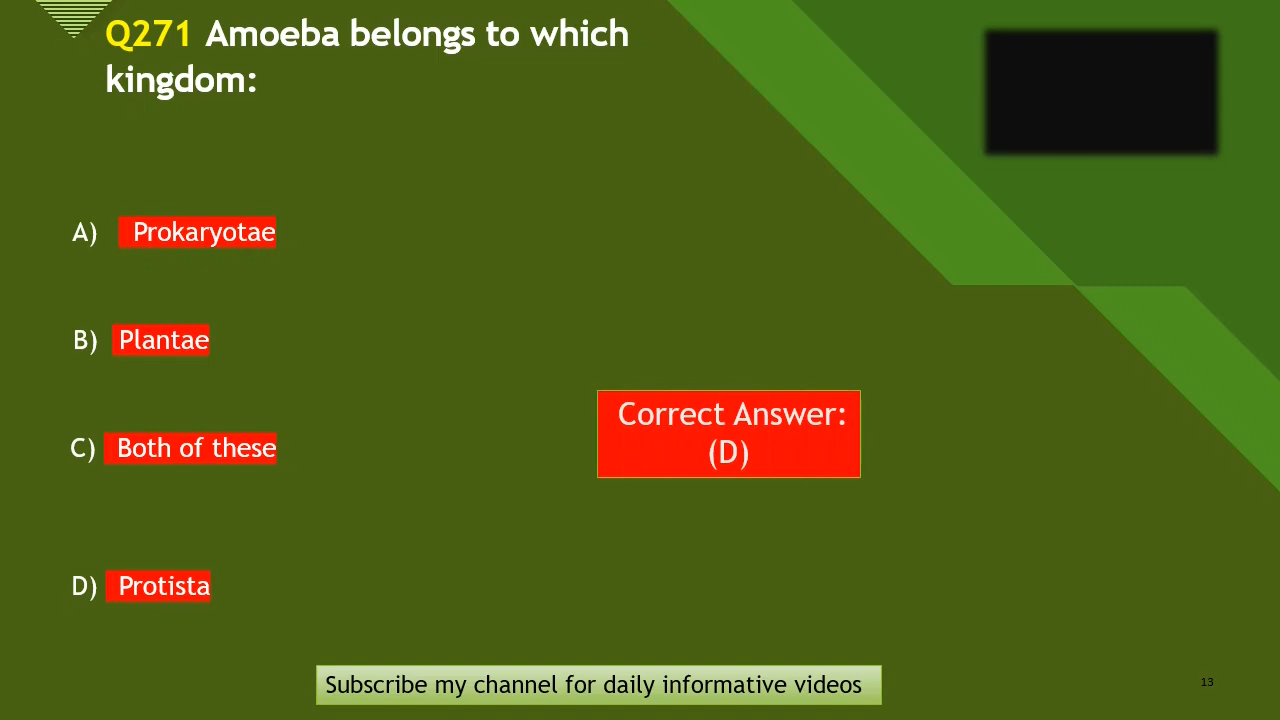 Q271 Amoeba belongs to which
kingdom:
A) Prokaryotae
B) Plantae
C) Both of these
Correct Answer:
(D)
D) Protista
Subscribe my channel for daily informative videos
13